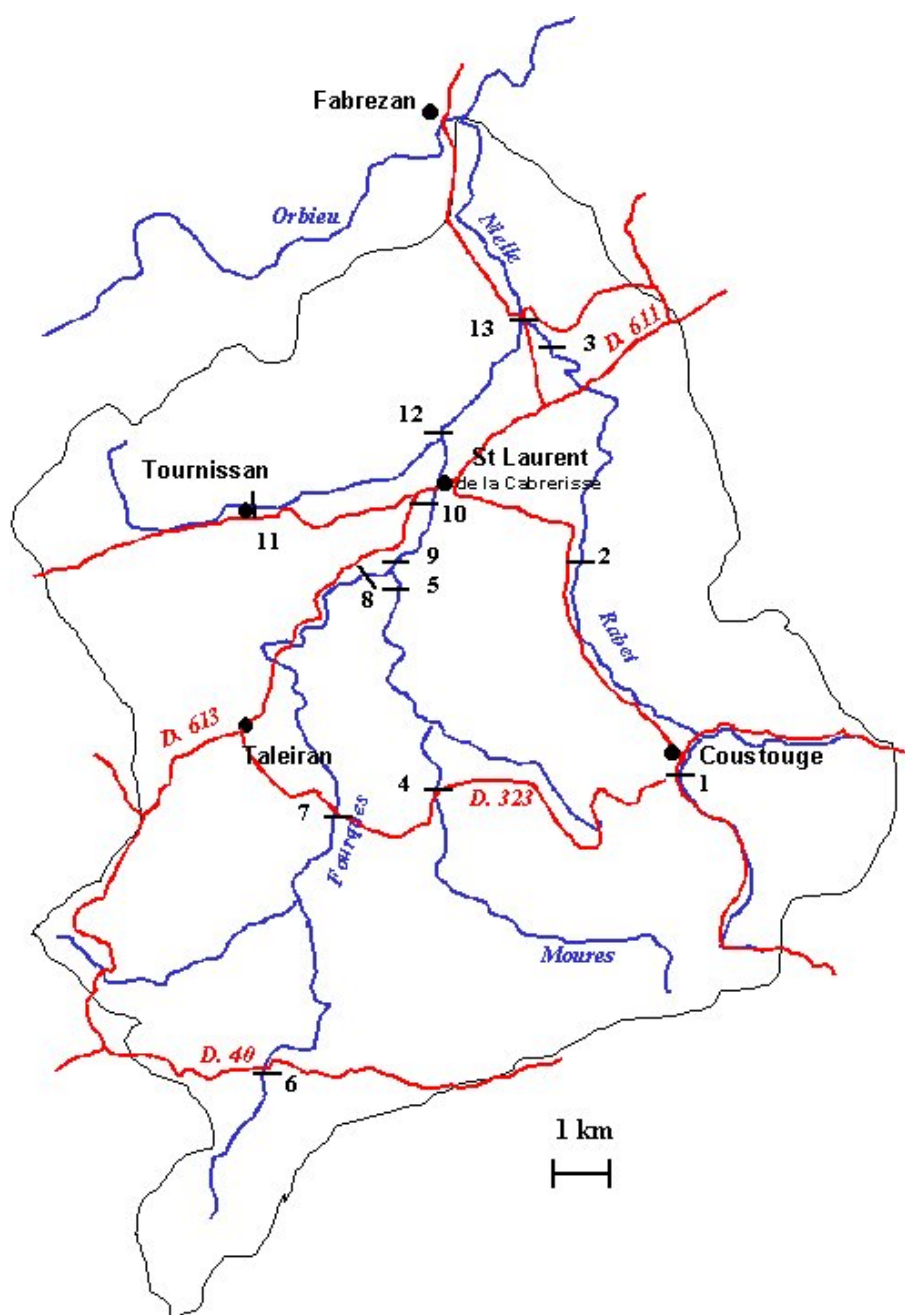 Fabrezan
Orbieu
Nielle
13
3
D. 611
12
Tournissan
St Laurent
de la Cabrerisse
10
11
9
2
8
5
Rabet
D. 613
Taleiran
Coustouge
4
D. 323
1
7
Fourques
Moures
D. 40
6
1 km